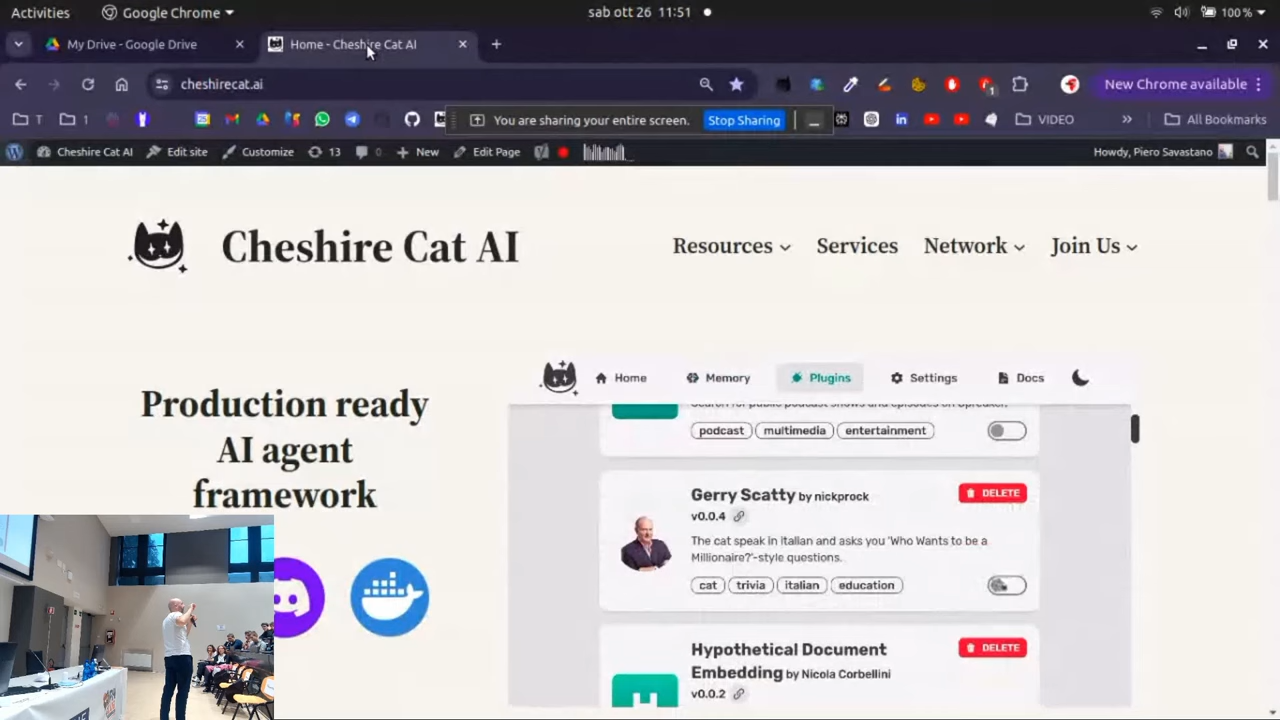 Activities Google Chrome sab ott 26 11:51 100%
My Drive - Google Drive Home - Cheshire Cat AI
cheshirecat.ai New Chrome available
T 1 VIDEO All Bookmarks
You are sharing your entire screen. Stop Sharing
Cheshire Cat AI Edit site Customize 13 0 New Edit Page Howdy, Piero Savastano
Cheshire Cat AI Resources Services Network Join Us
Home Memory Plugins Settings Docs
Production ready
AI agent
framework
podcast multimedia entertainment
Gerry Scatty by nickprock DELETE
v0.0.4
The cat speak in italian and asks you 'Who Wants to be a
Millionaire?'-style questions.
cat trivia italian education
Hypothetical Document DELETE
Embedding by Nicola Corbellini
v0.0.2